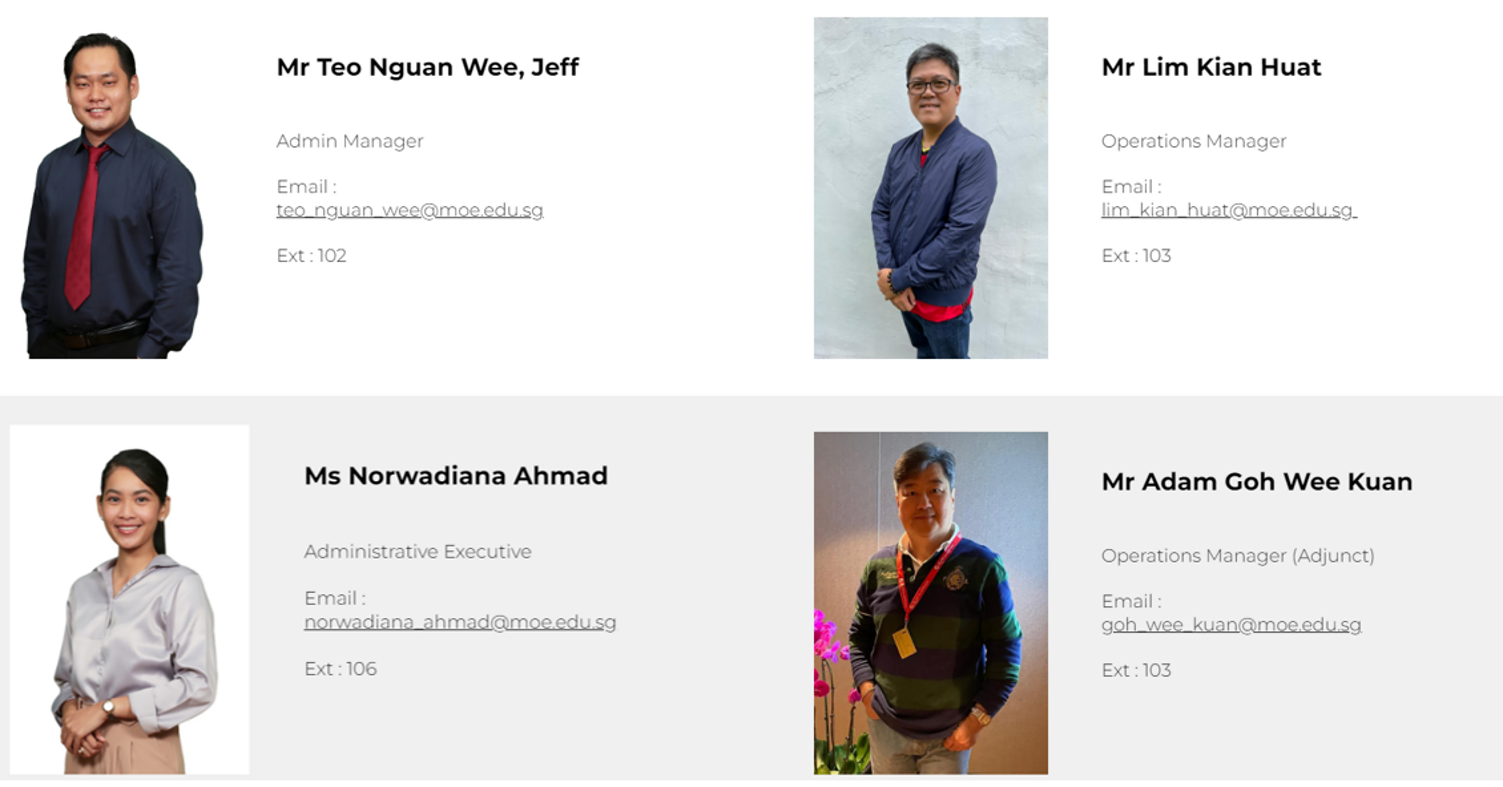 Mr Teo Nguan Wee, Jeff
Admin Manager
Email :
teo_nguan_wee@moe.edu.sg
Ext : 102
Mr Lim Kian Huat
Operations Manager
Email :
lim_kian_huat@moe.edu.sg
Ext : 103
Ms Norwadiana Ahmad
Administrative Executive
Email :
norwadiana_ahmad@moe.edu.sg
Ext : 106
Mr Adam Goh Wee Kuan
Operations Manager (Adjunct)
Email :
goh_wee_kuan@moe.edu.sg
Ext : 103